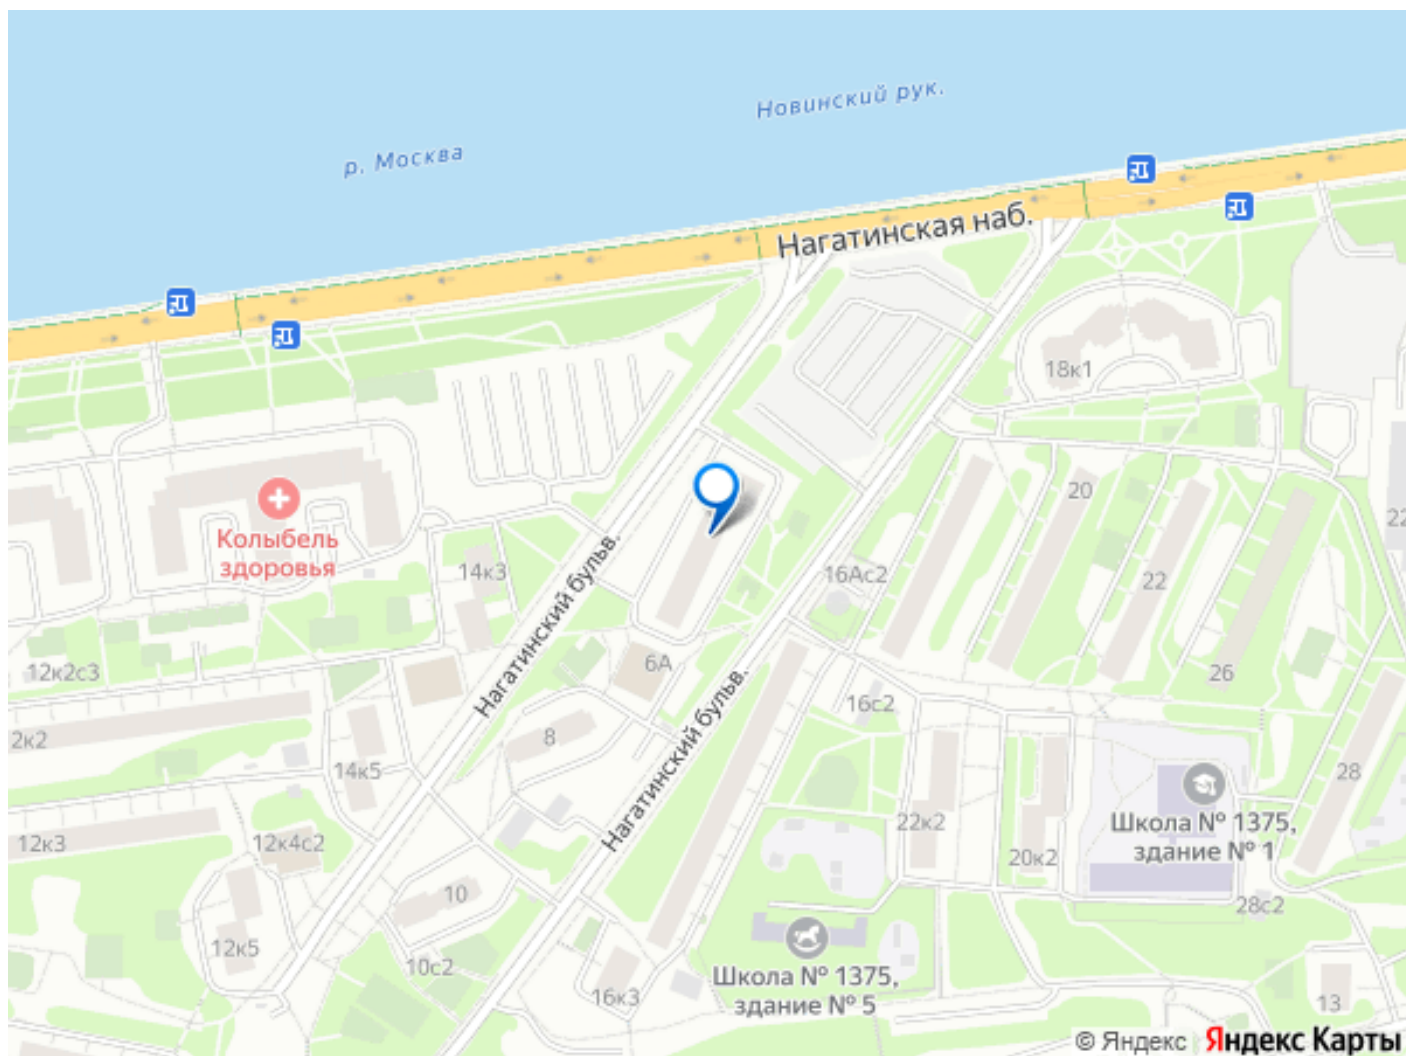 Новинский рук.
р. Москва
Нагатинская наб.
18к1
20
22
Колыбель
здоровья
14к3
Нагатинский бульв.
16Ас2
22
12к2с3
6А
26
16с2
2к2
8
Нагатинский бульв.
14к5
28
12к3
12к4с2
22к2
Школа № 1375,
здание № 1
20к2
10
28с2
12к5
10с2
Школа № 1375,
здание № 5
16к3
13
© Яндекс Яндекс Карты